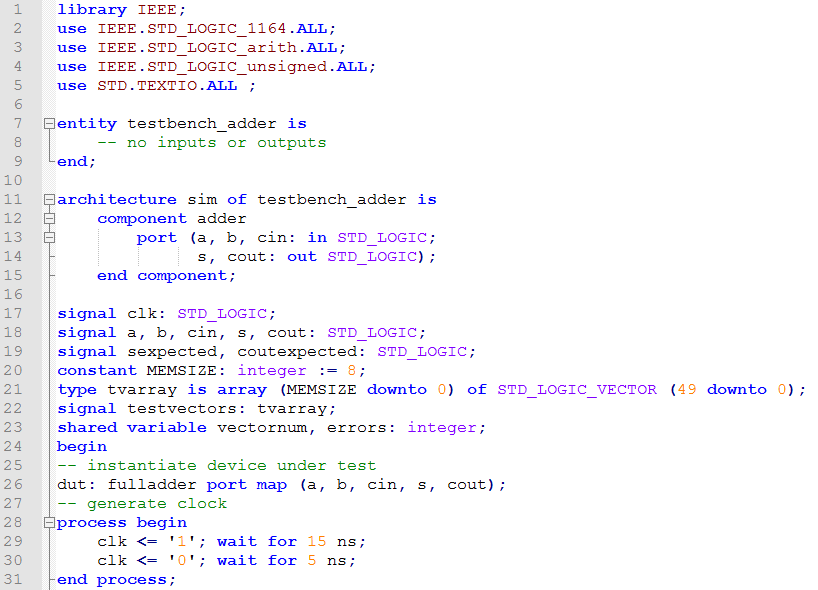 1 library IEEE;
2 use IEEE.STD_LOGIC_1164.ALL;
3 use IEEE.STD_LOGIC_arith.ALL;
4 use IEEE.STD_LOGIC_unsigned.ALL;
5 use STD.TEXTIO.ALL ;
6
7 entity testbench_adder is
8 -- no inputs or outputs
9 end;
10
11 architecture sim of testbench_adder is
12 component adder
13 port (a, b, cin: in STD_LOGIC;
14 s, cout: out STD_LOGIC);
15 end component;
16
17 signal clk: STD_LOGIC;
18 signal a, b, cin, s, cout: STD_LOGIC;
19 signal sexpected, coutexpected: STD_LOGIC;
20 constant MEMSIZE: integer := 8;
21 type tvarray is array (MEMSIZE downto 0) of STD_LOGIC_VECTOR (49 downto 0);
22 signal testvectors: tvarray;
23 shared variable vectornum, errors: integer;
24 begin
25 -- instantiate device under test
26 dut: fulladder port map (a, b, cin, s, cout);
27 -- generate clock
28 process begin
29 clk <= '1'; wait for 15 ns;
30 clk <= '0'; wait for 5 ns;
31 end process;